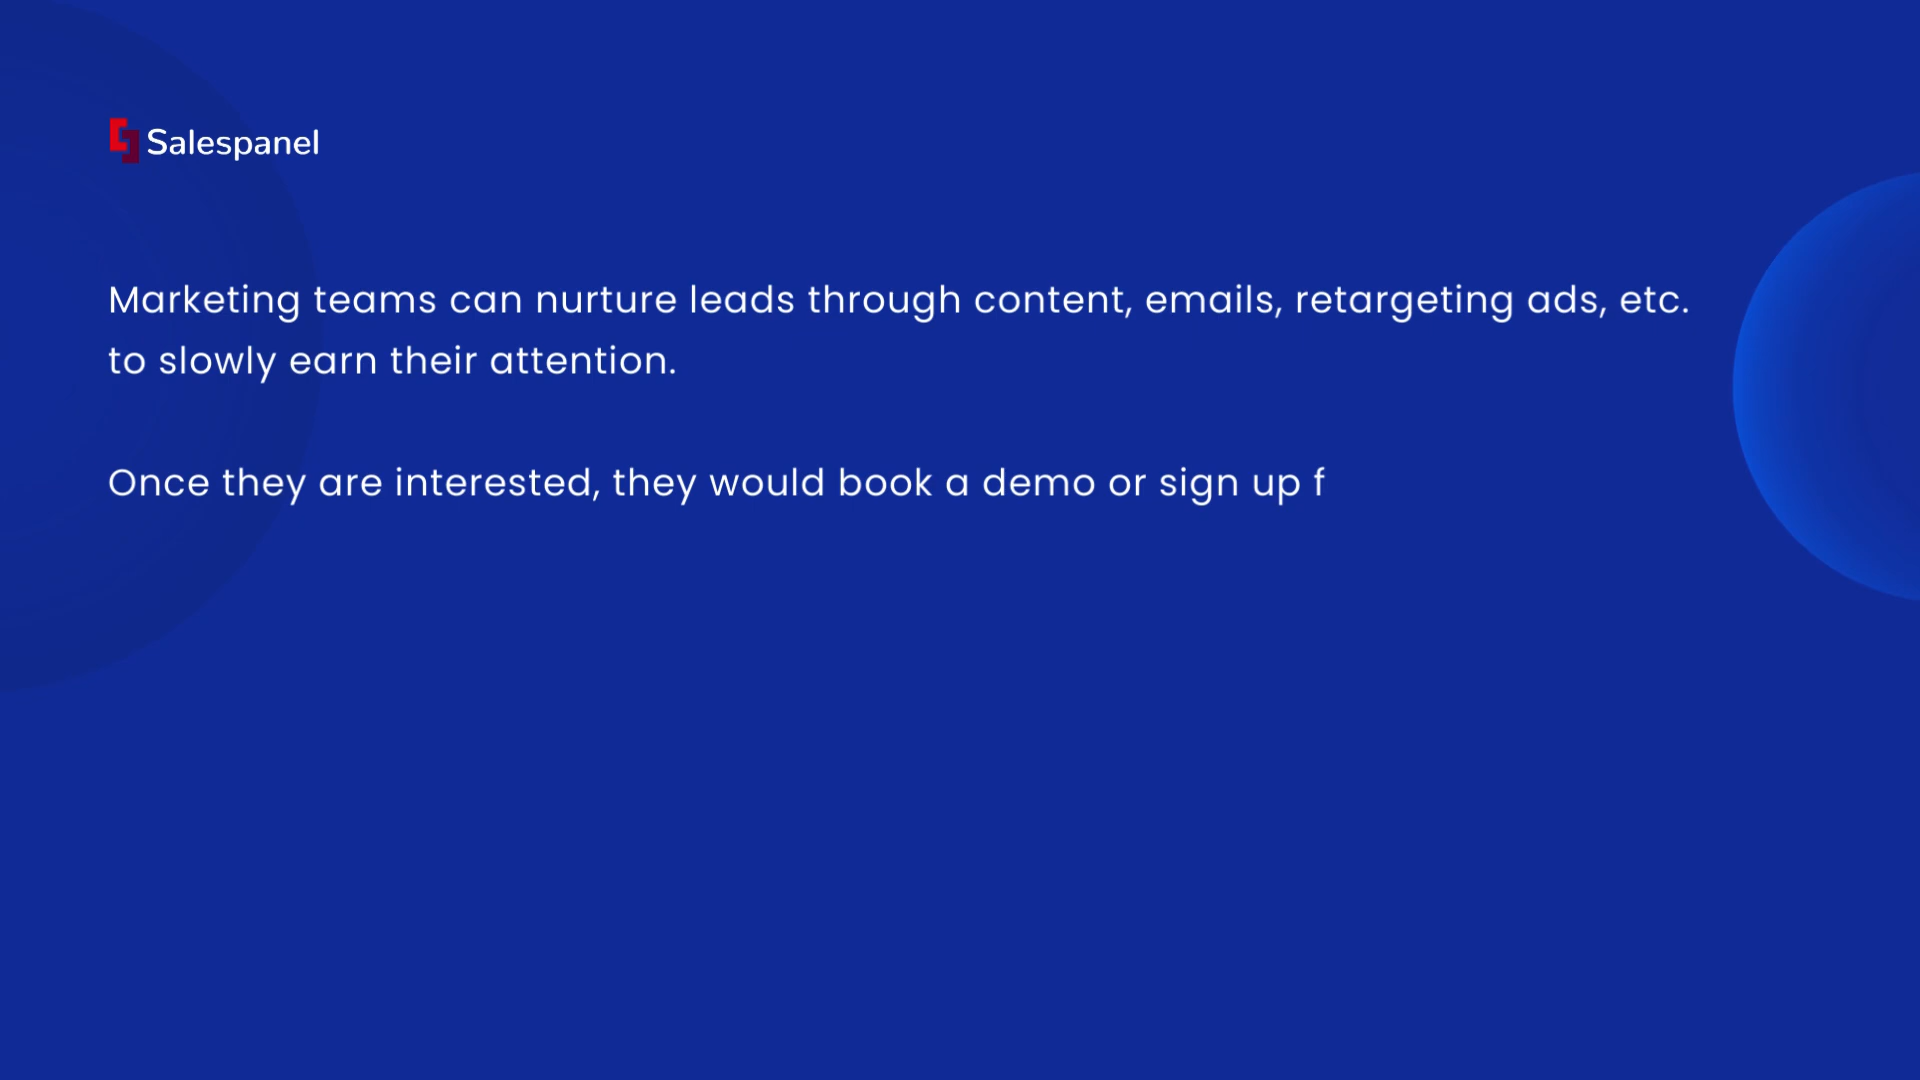 Salespanel
Marketing teams can nurture leads through content, emails, retargeting ads, etc.
to slowly earn their attention.
Once they are interested, they would book a demo or sign up f